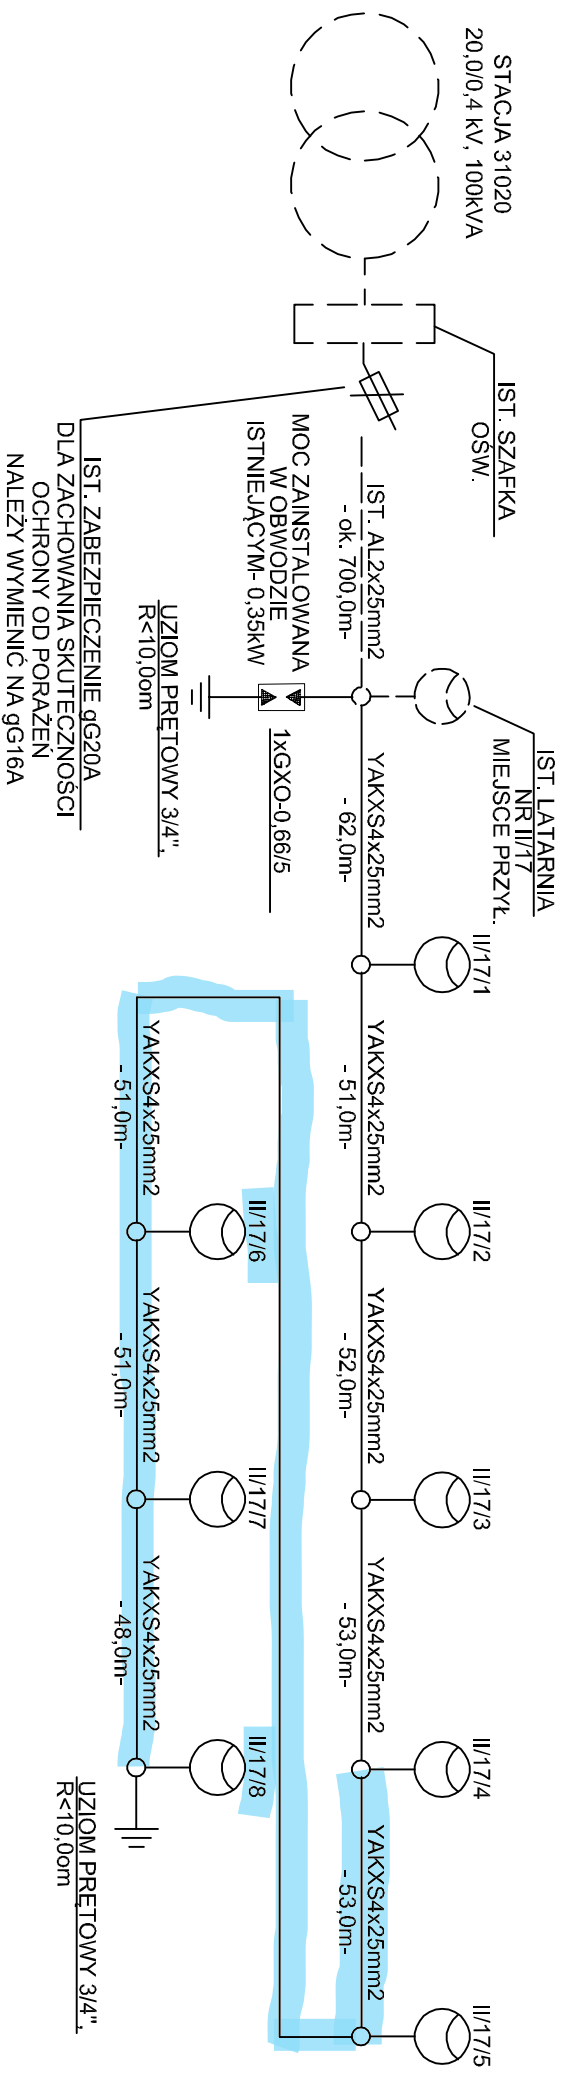 STACJA 31020
20,0/0,4 kV, 100kVA
IST. SZAFKA
OŚW.
IST. ZABEZPIECZENIE gG20A
DLA ZACHOWANIA SKUTECZNOŚCI
OCHRONY OD PORAŻEŃ
NALEŻY WYMIENIĆ NA gG16A
IST. AL2x25mm2
- ok. 700,0m-
MOC ZAINSTALOWANA
W OBWODZIE
ISTNIEJĄCYM- 0,35kW
UZIOM PRĘTOWY 3/4",
R<10,0om
1xGXO-0,66/5
IST. LATARNIA
NR II/17
MIEJSCE PRZYŁ.
YAKXS4x25mm2
- 62,0m-
II/17/1
YAKXS4x25mm2
- 51,0m-
II/17/2
YAKXS4x25mm2
- 52,0m-
II/17/3
YAKXS4x25mm2
- 53,0m-
II/17/4
YAKXS4x25mm2
- 53,0m-
II/17/5
YAKXS4x25mm2
- 51,0m-
II/17/6
YAKXS4x25mm2
- 51,0m-
II/17/7
YAKXS4x25mm2
- 48,0m-
II/17/8
UZIOM PRĘTOWY 3/4",
R<10,0om